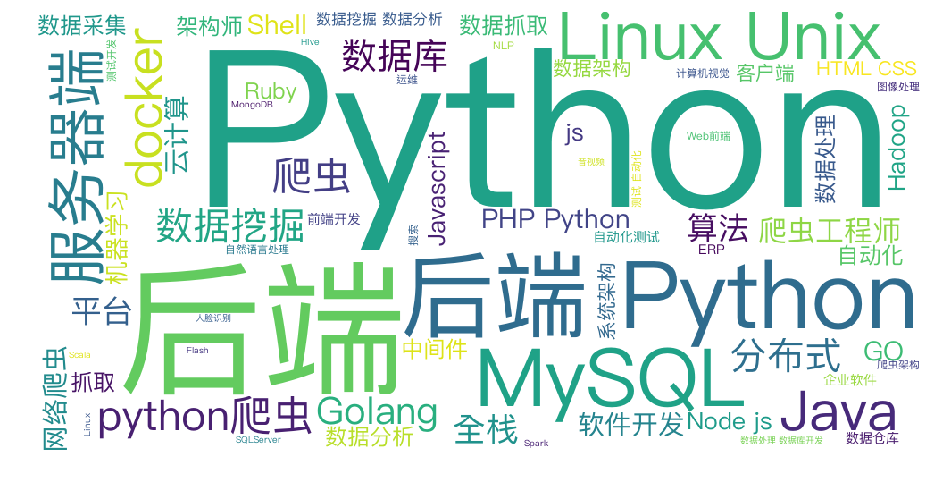 数据采集
架构师
Shell
数据挖掘 数据分析
数据抓取
Linux Unix
Hive
NLP
测试开发
docker
数据库
运维
数据架构
计算机视觉
客户端
HTML CSS
图像处理
服务器端
云计算
Ruby
MongoDB
Python
js
Web前端
音视频
测试 自动化
数据处理
Hadoop
爬虫
Javascript
机器学习
数据挖掘
前端开发
搜索
PHP Python
算法
爬虫工程师
自然语言处理
自动化测试
ERP
自动化
平台
后端
后端
系统架构
Python
人脸识别
Flash
中间件
MySQL
分布式
GO
爬虫架构
网络爬虫
Scala
抓取
企业软件
Linux
python爬虫
Golang
全栈
软件开发
Node js
Java
SQLServer
数据分析
Spark
数据处理 数据库开发
数据仓库